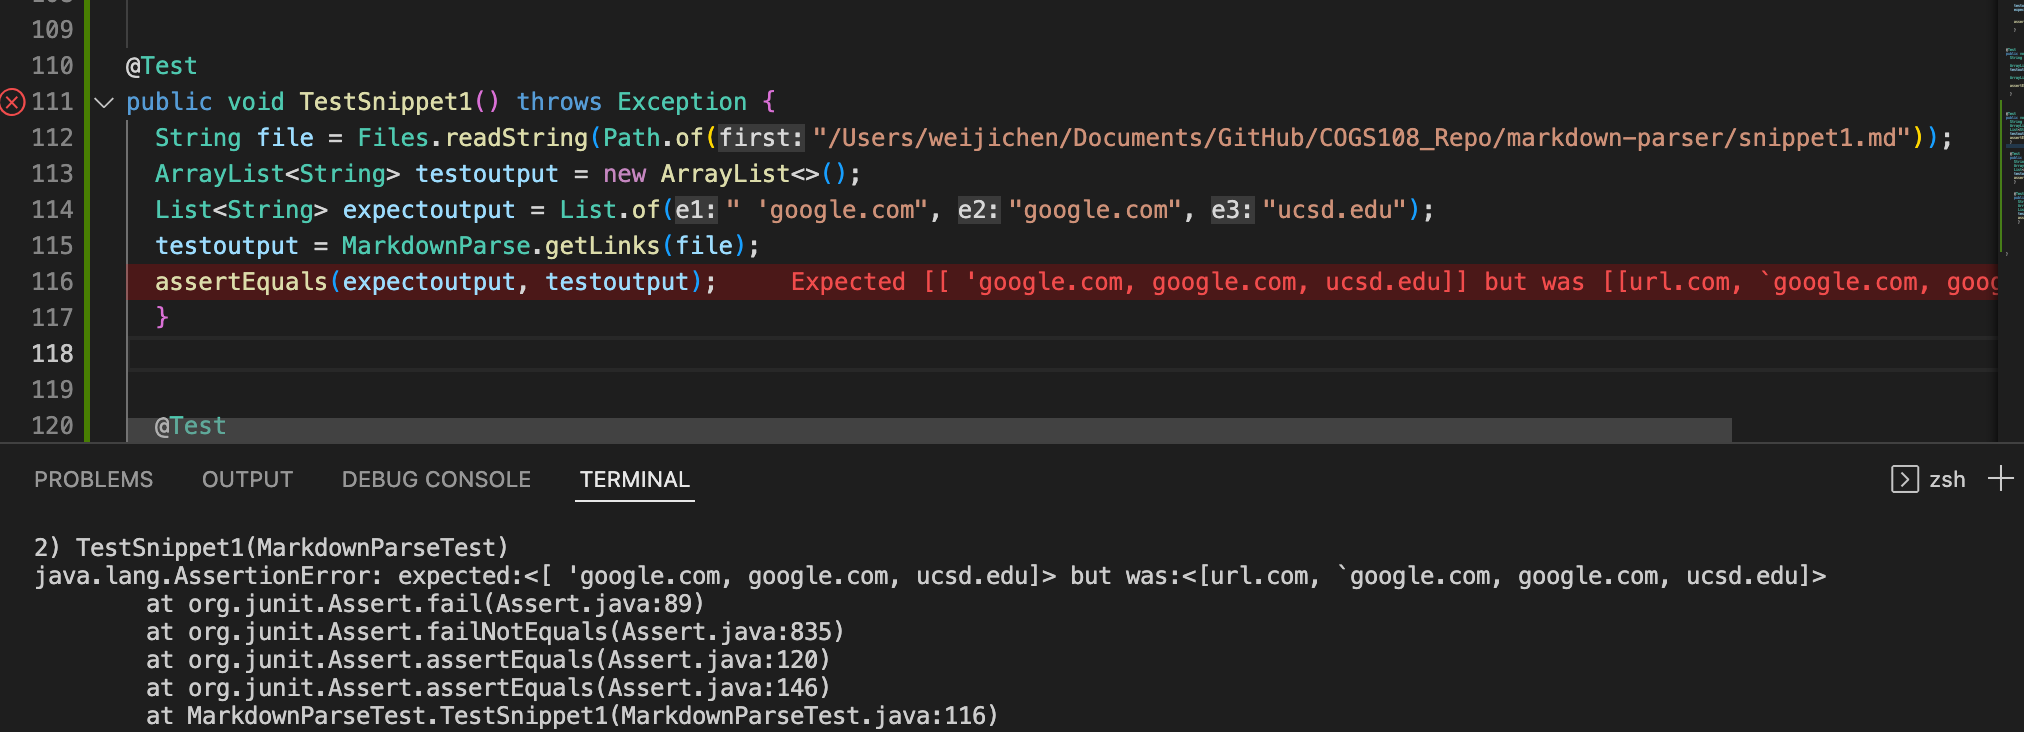 109
110 @Test
111 public void TestSnippet1() throws Exception {
112 String file = Files.readString(Path.of(first: "/Users/weijichen/Documents/GitHub/COGS108_Repo/markdown-parser/snippet1.md"));
113 ArrayList<String> testoutput = new ArrayList<>();
114 List<String> expectoutput = List.of(e1: " 'google.com", e2: "google.com", e3: "ucsd.edu");
115 testoutput = MarkdownParse.getLinks(file);
116 assertEquals(expectoutput, testoutput); Expected [[ 'google.com, google.com, ucsd.edu]] but was [[url.com, `google.com, goog
117 }
118
119
120 @Test
PROBLEMS OUTPUT DEBUG CONSOLE TERMINAL zsh
2) TestSnippet1(MarkdownParseTest)
java.lang.AssertionError: expected:<[ 'google.com, google.com, ucsd.edu]> but was:<[url.com, `google.com, google.com, ucsd.edu]>
at org.junit.Assert.fail(Assert.java:89)
at org.junit.Assert.failNotEquals(Assert.java:835)
at org.junit.Assert.assertEquals(Assert.java:120)
at org.junit.Assert.assertEquals(Assert.java:146)
at MarkdownParseTest.TestSnippet1(MarkdownParseTest.java:116)